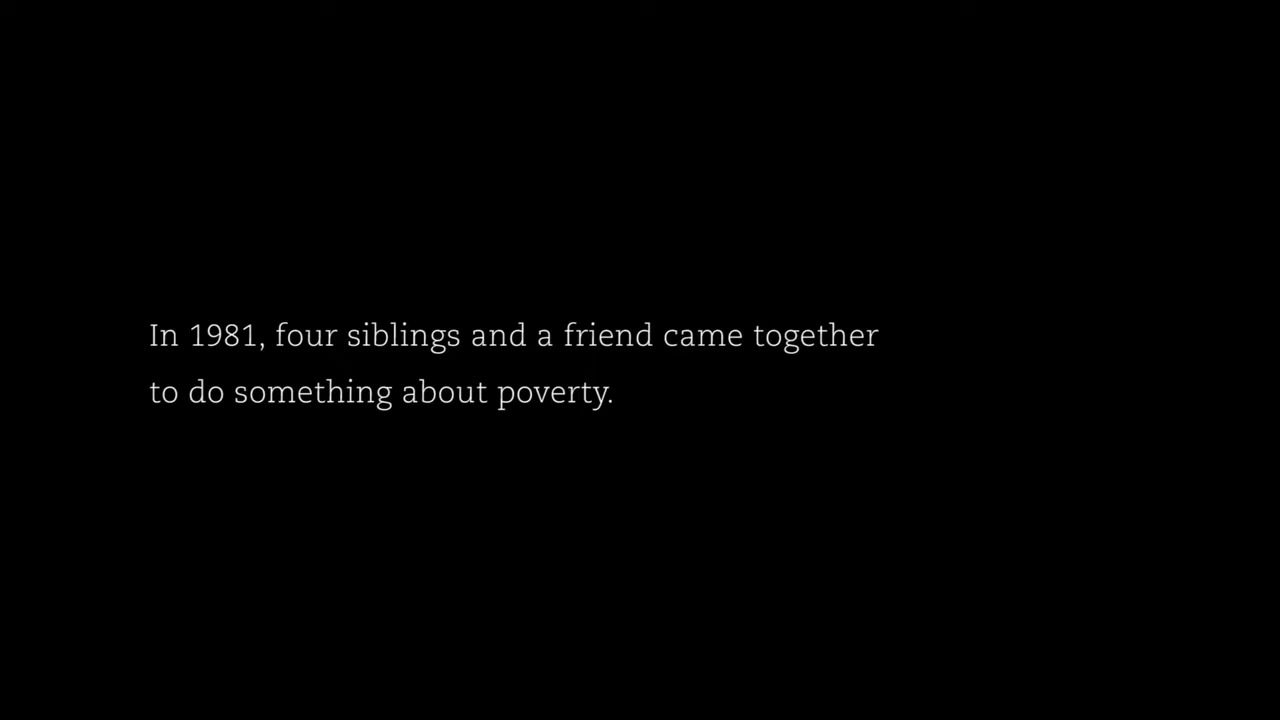 In 1981, four siblings and a friend came together
to do something about poverty.